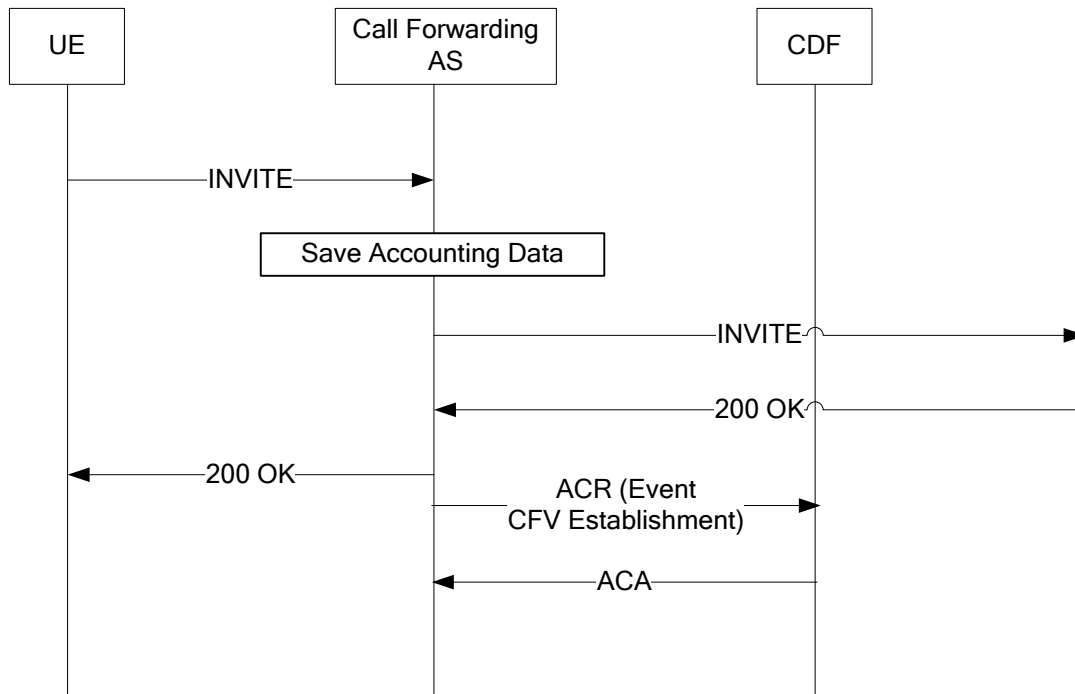 UE
Call Forwarding
AS
CDF
INVITE
Save Accounting Data
INVITE
200 OK
200 OK
ACR (Event
CFV Establishment)
ACA